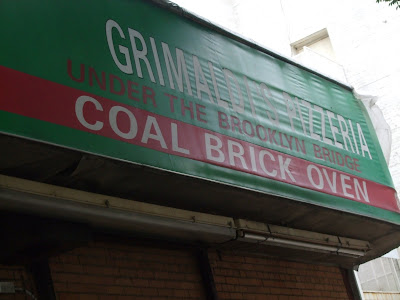 GRIMALDI'S PIZZERIA
UNDER THE BROOKLYN BRIDGE
COAL BRICK OVEN